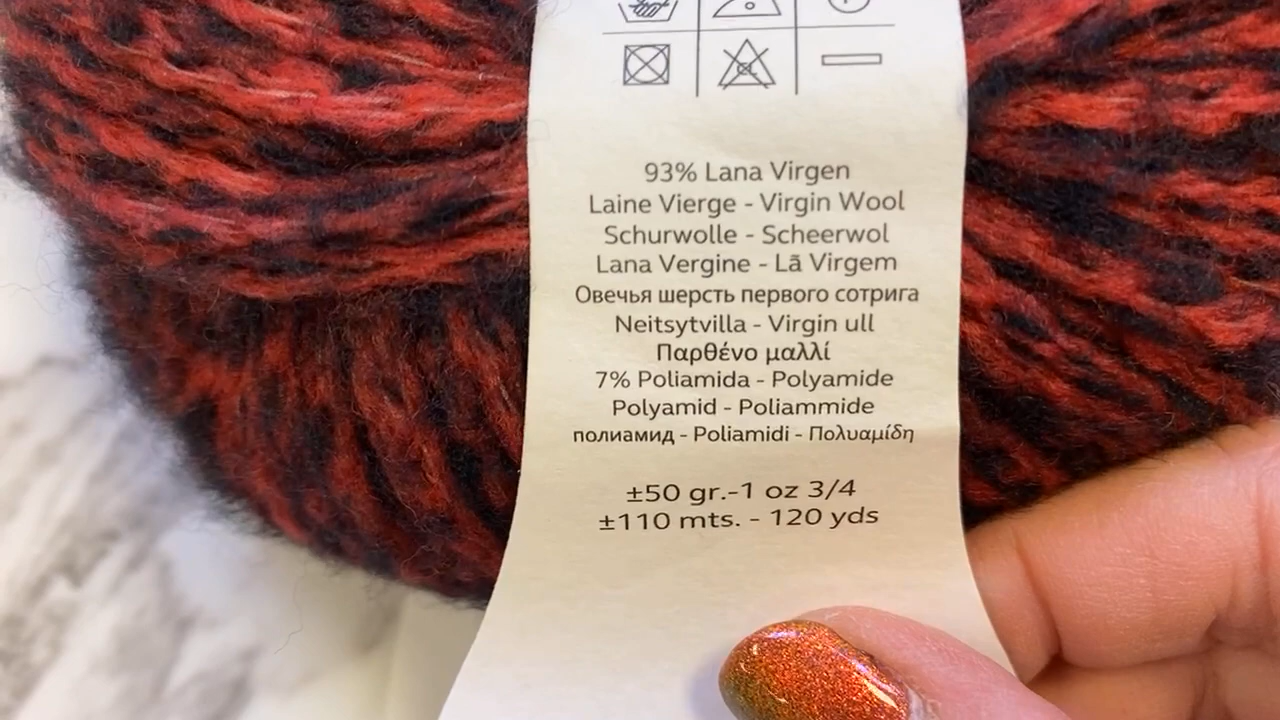 93% Lana Virgen
Laine Vierge - Virgin Wool
Schurwolle - Scheerwol
Lana Vergine - Lã Virgem
Овечья шерсть первого сотрига
Neitsytvilla - Virgin ull
Παρθένο μαλλί
7% Poliamida - Polyamide
Polyamid - Poliammide
полиамид - Poliamidi - Πολυαμίδη
±50 gr.-1 oz 3/4
±110 mts. - 120 yds